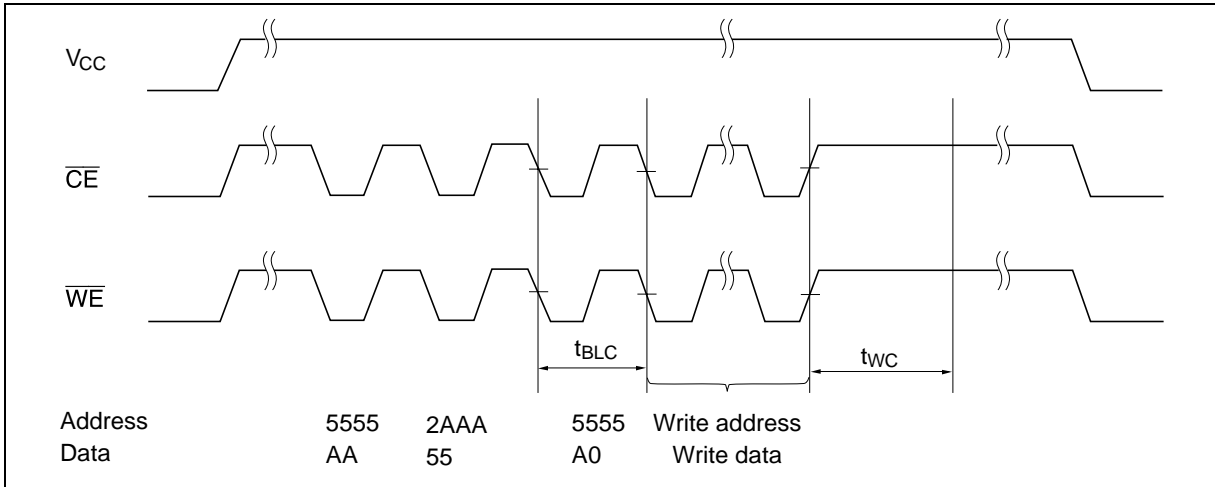 VCC
CE
WE
tBLC
tWC
Address 5555 2AAA 5555 Write address
Data AA 55 A0 Write data